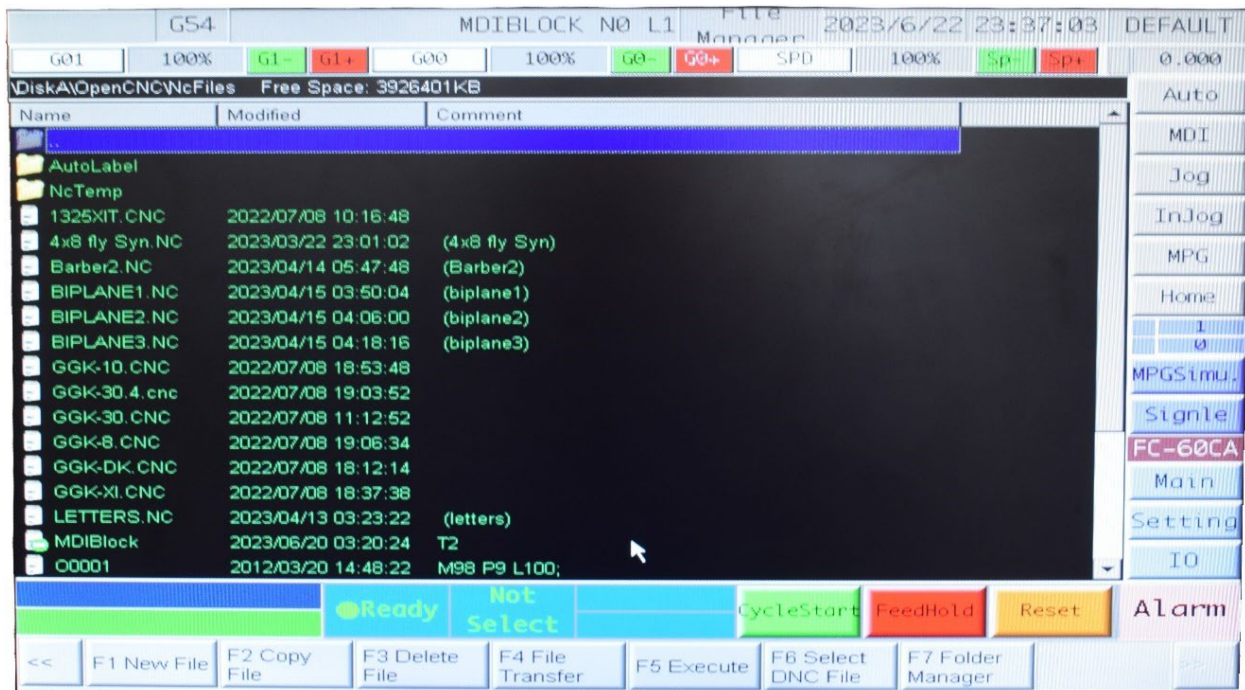 G54 MDIBLOCK N0 L1 File Manager 2023/6/22 23:37:03 DEFAULT
G01 100% G1- G1+ G00 100% G0- G0+ SPD 100% Sp- Sp+ 0.000
\DiskA\OpenCNC\NcFiles Free Space: 3926401KB
Name Modified Comment
..
AutoLabel
NcTemp
1325XIT.CNC 2022/07/08 10:16:48
4x8 fly Syn.NC 2023/03/22 23:01:02 (4x8 fly Syn)
Barber2.NC 2023/04/14 05:47:48 (Barber2)
BIPLANE1.NC 2023/04/15 03:50:04 (biplane1)
BIPLANE2.NC 2023/04/15 04:06:00 (biplane2)
BIPLANE3.NC 2023/04/15 04:18:16 (biplane3)
GGK-10.CNC 2022/07/08 18:53:48
GGK-30.4.cnc 2022/07/08 19:03:52
GGK-30.CNC 2022/07/08 11:12:52
GGK-8.CNC 2022/07/08 19:06:34
GGK-DK.CNC 2022/07/08 18:12:14
GGK-XI.CNC 2022/07/08 18:37:38
LETTERS.NC 2023/04/13 03:23:22 (letters)
MDIBlock 2023/06/20 03:20:24 T2
O0001 2012/03/20 14:48:22 M98 P9 L100;
Auto
MDI
Jog
InJog
MPG
Home
1
0
MPGSimu.
Signle
FC-60CA
Main
Setting
IO
Ready Not Select CycleStart FeedHold Reset Alarm
<< F1 New File F2 Copy File F3 Delete File F4 File Transfer F5 Execute F6 Select DNC File F7 Folder Manager >>